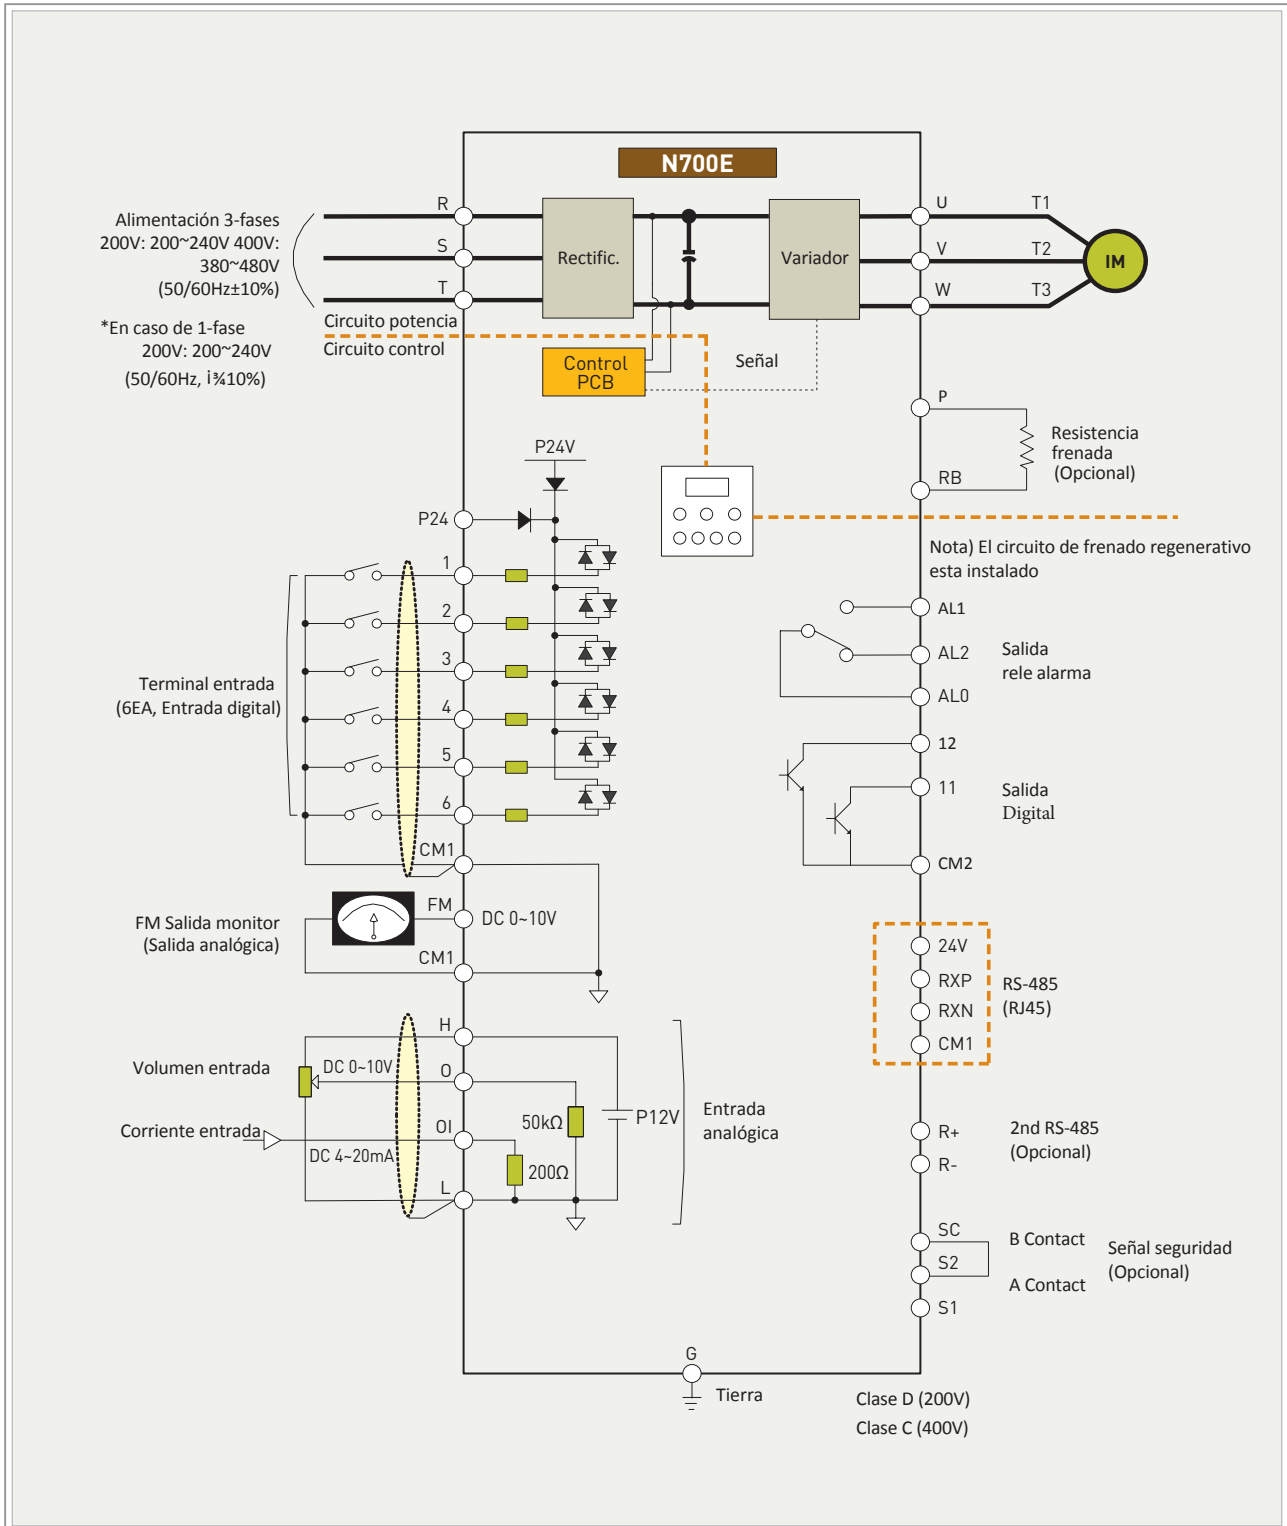 N700E
R
Alimentación 3-fases
200V: 200~240V 400V:
380~480V
(50/60Hz±10%)
S
T
Rectific.
Variador
U
V
W
T1
T2
T3
IM
*En caso de 1-fase
200V: 200~240V
(50/60Hz, i¾10%)
Circuito potencia
Circuito control
Control
PCB
Señal
P
RB
Resistencia
frenada
(Opcional)
P24V
P24
Nota) El circuito de frenado regenerativo
esta instalado
1
2
3
4
5
6
CM1
Terminal entrada
(6EA, Entrada digital)
AL1
AL2
AL0
Salida
rele alarma
12
11
CM2
Salida
Digital
FM Salida monitor
(Salida analógica)
FM
DC 0~10V
CM1
24V
RXP
RXN
CM1
RS-485
(RJ45)
H
Volumen entrada
DC 0~10V
O
Corriente entrada
OI
DC 4~20mA
L
50kΩ
200Ω
P12V
Entrada
analógica
R+
R-
2nd RS-485
(Opcional)
SC
S2
S1
B Contact
A Contact
Señal seguridad
(Opcional)
G
Tierra
Clase D (200V)
Clase C (400V)